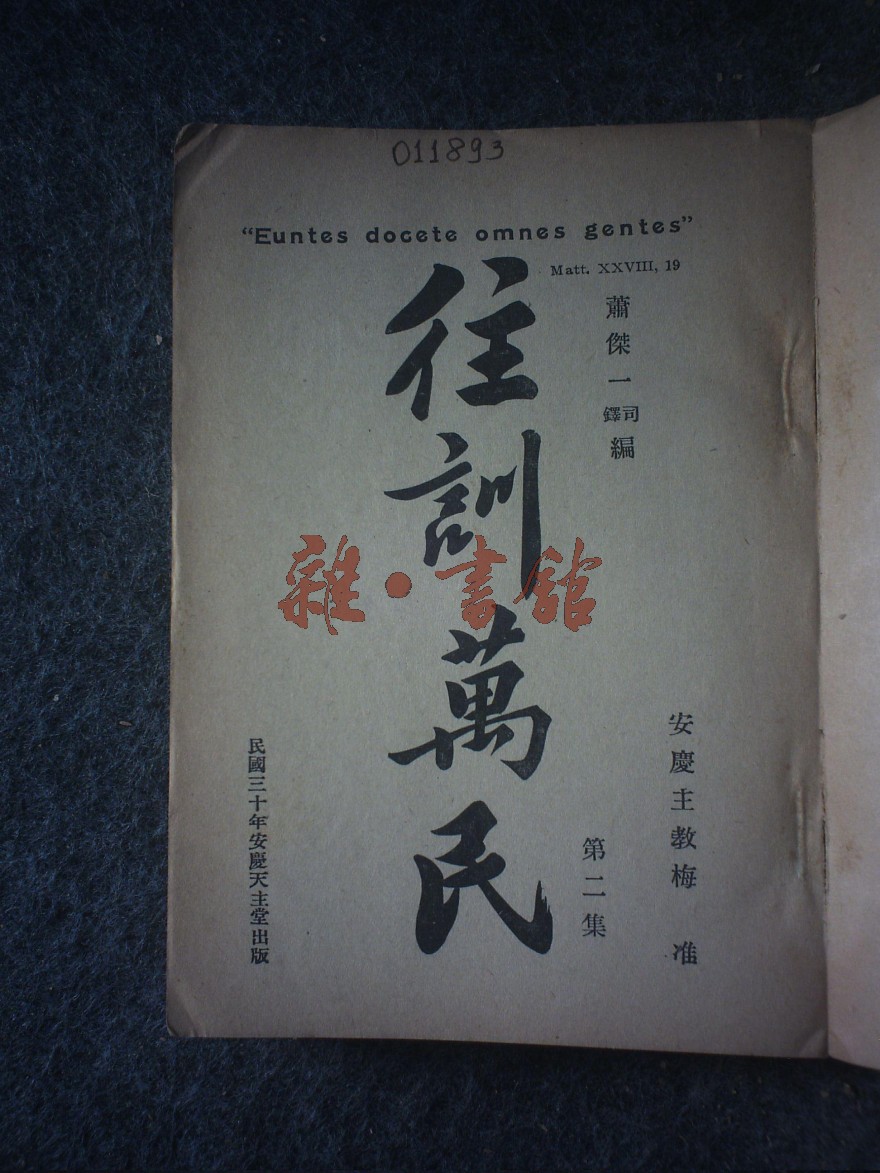 011893
“Euntes docete omnes gentes”
Matt. XXVIII, 19
安慶主教梅 准
蕭傑一司鐸編
第二集
往訓萬民
民國三十年安慶天主堂出版
雜·書館